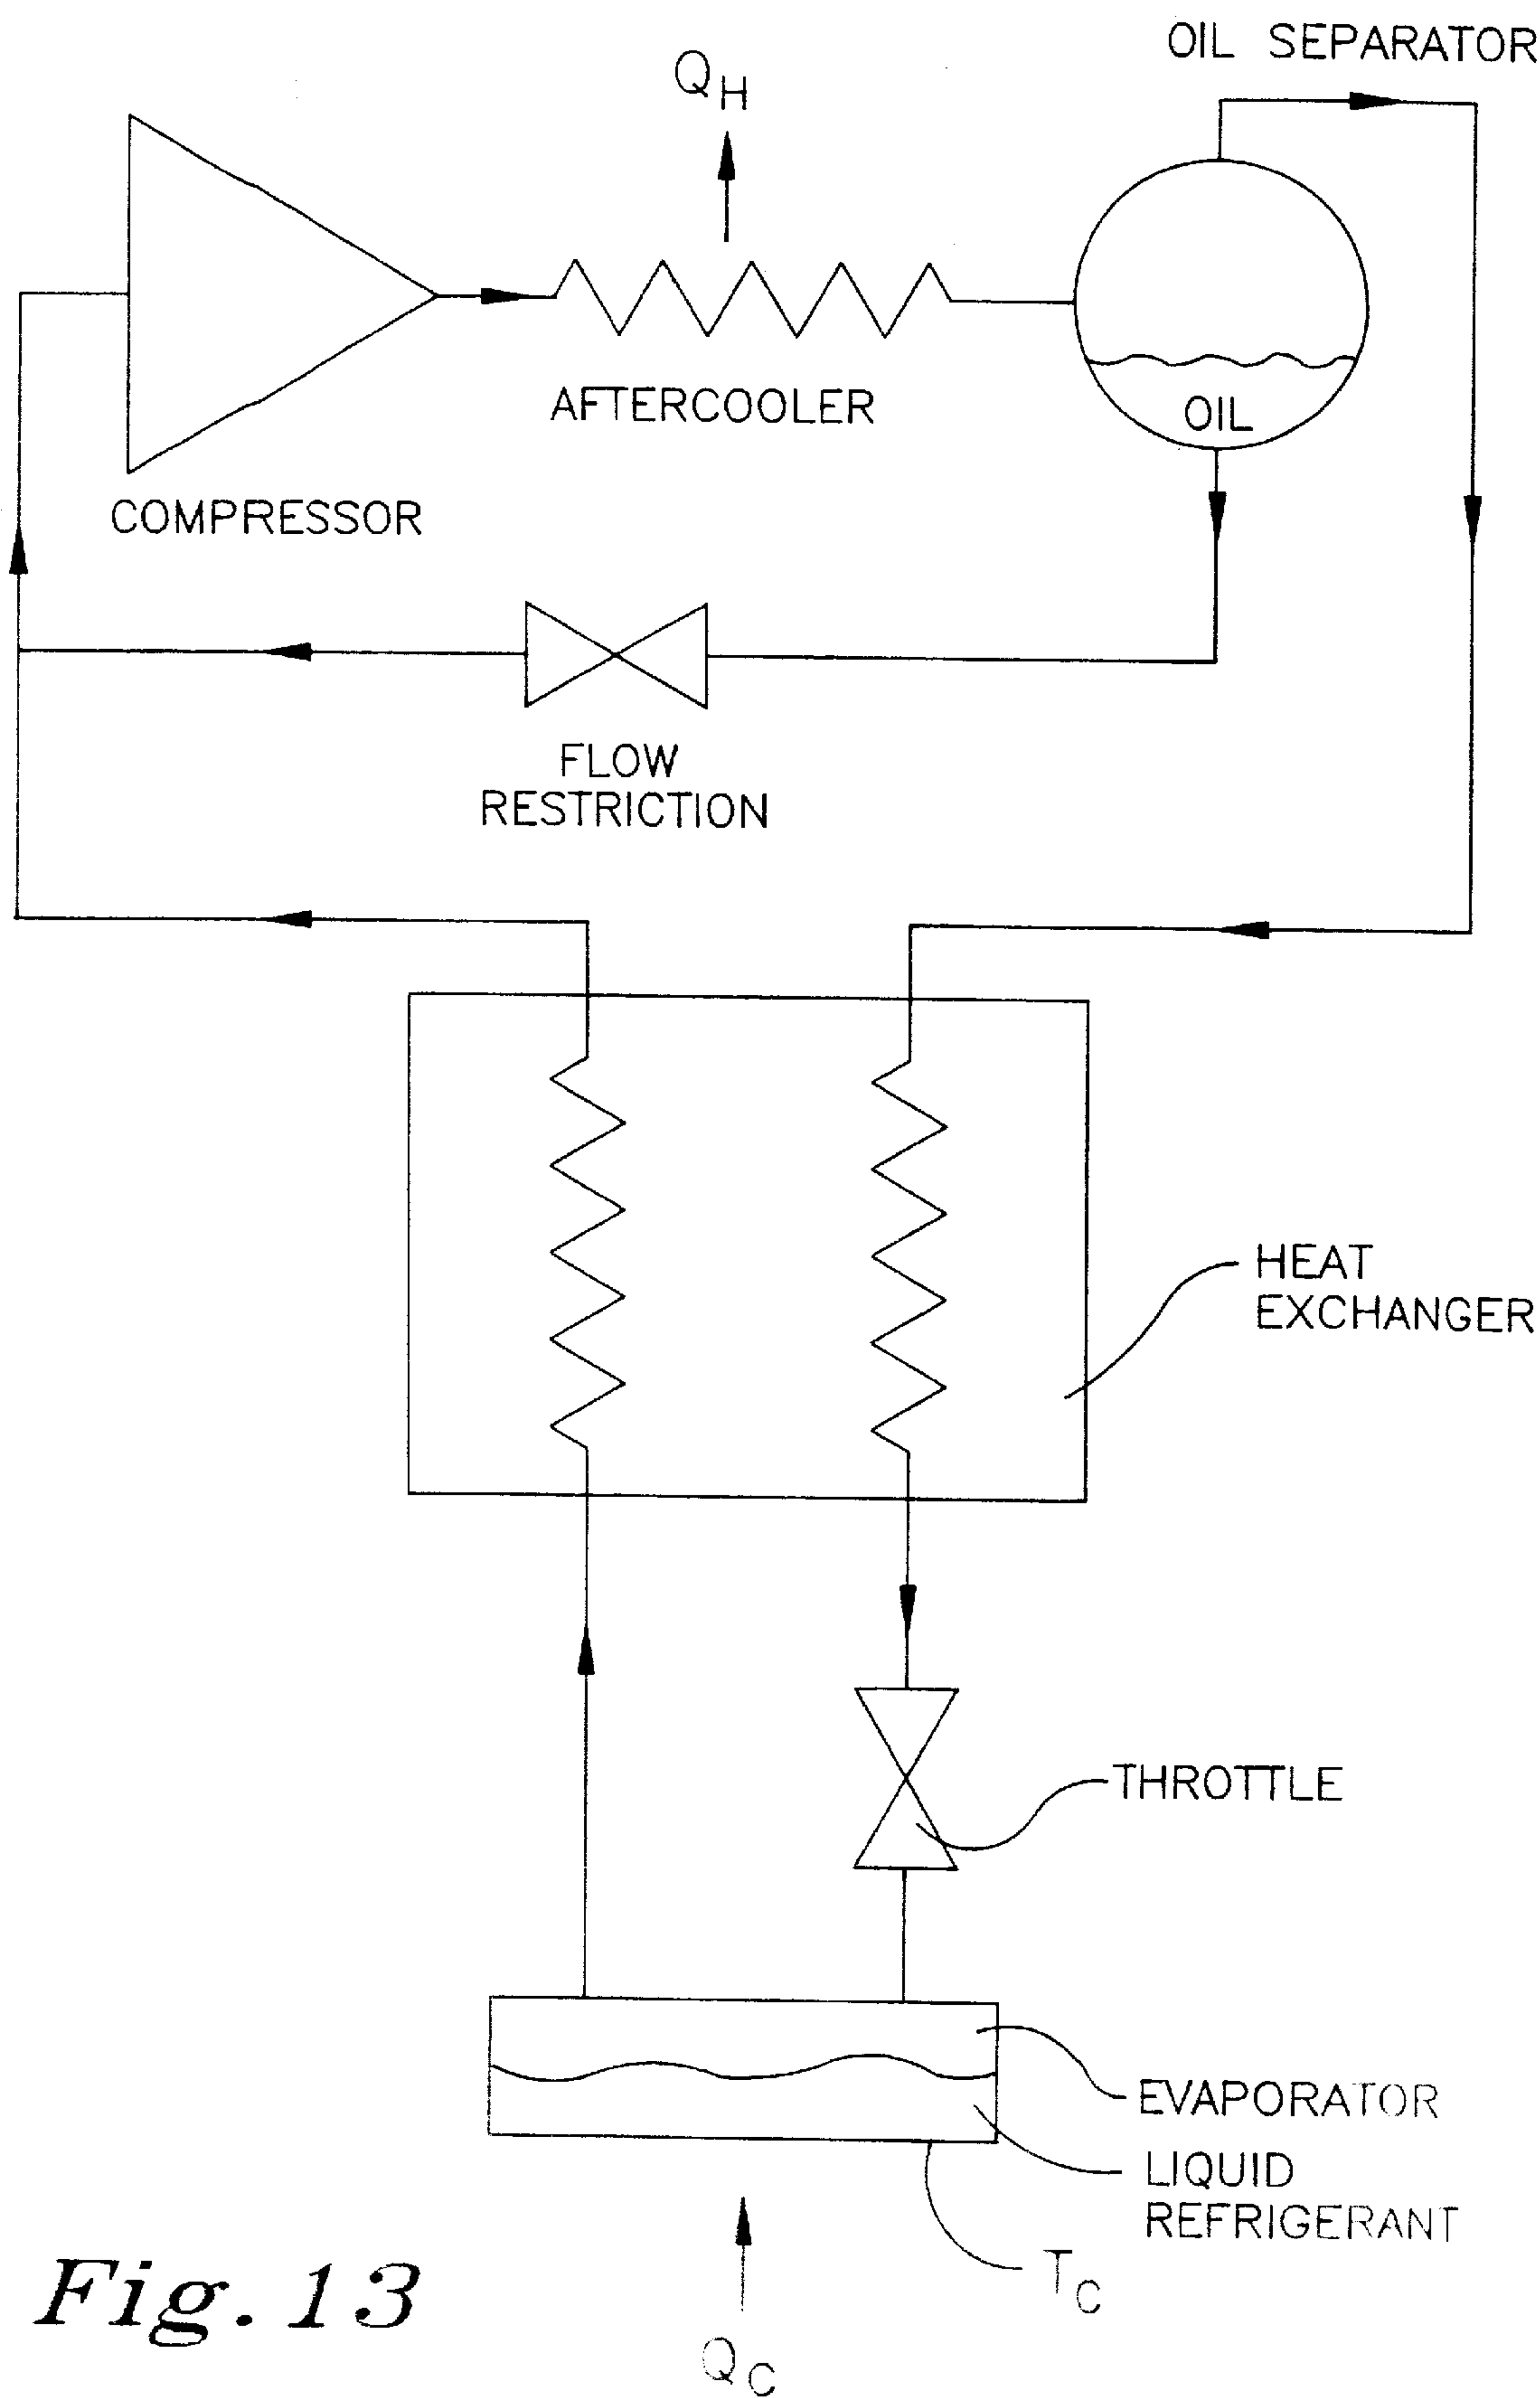 OIL SEPARATOR
Q_H
AFTERCOOLER
OIL
COMPRESSOR
FLOW
RESTRICTION
HEAT
EXCHANGER
THROTTLE
EVAPORATOR
LIQUID
REFRIGERANT
T_C
Q_C
Fig. 13